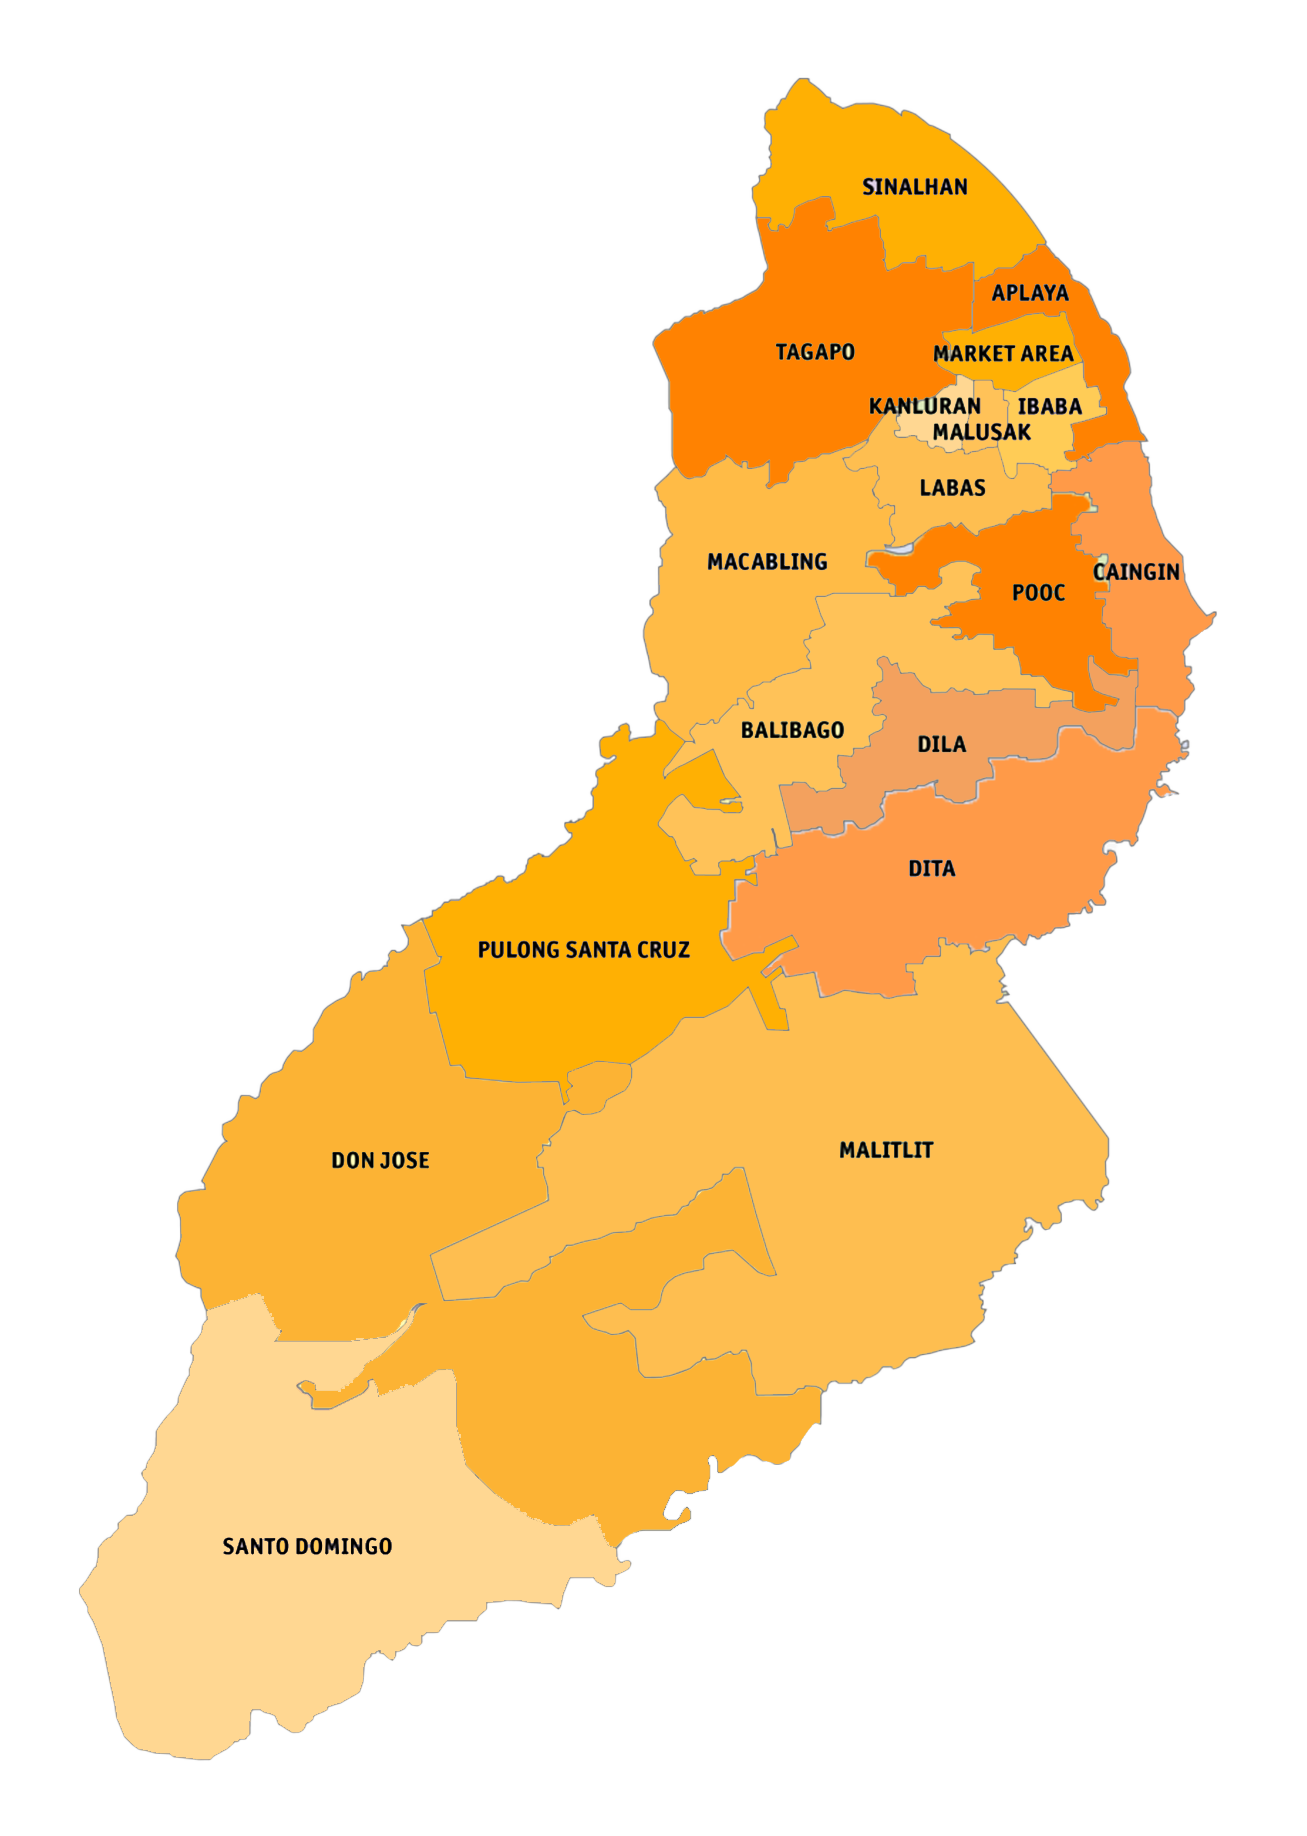 SINALHAN
APLAYA
TAGAPO
MARKET AREA
KANLURAN
IBABA
MALUSAK
LABAS
MACABLING
CAINGIN
POOC
BALIBAGO
DILA
DITA
PULONG SANTA CRUZ
MALITLIT
DON JOSE
SANTO DOMINGO